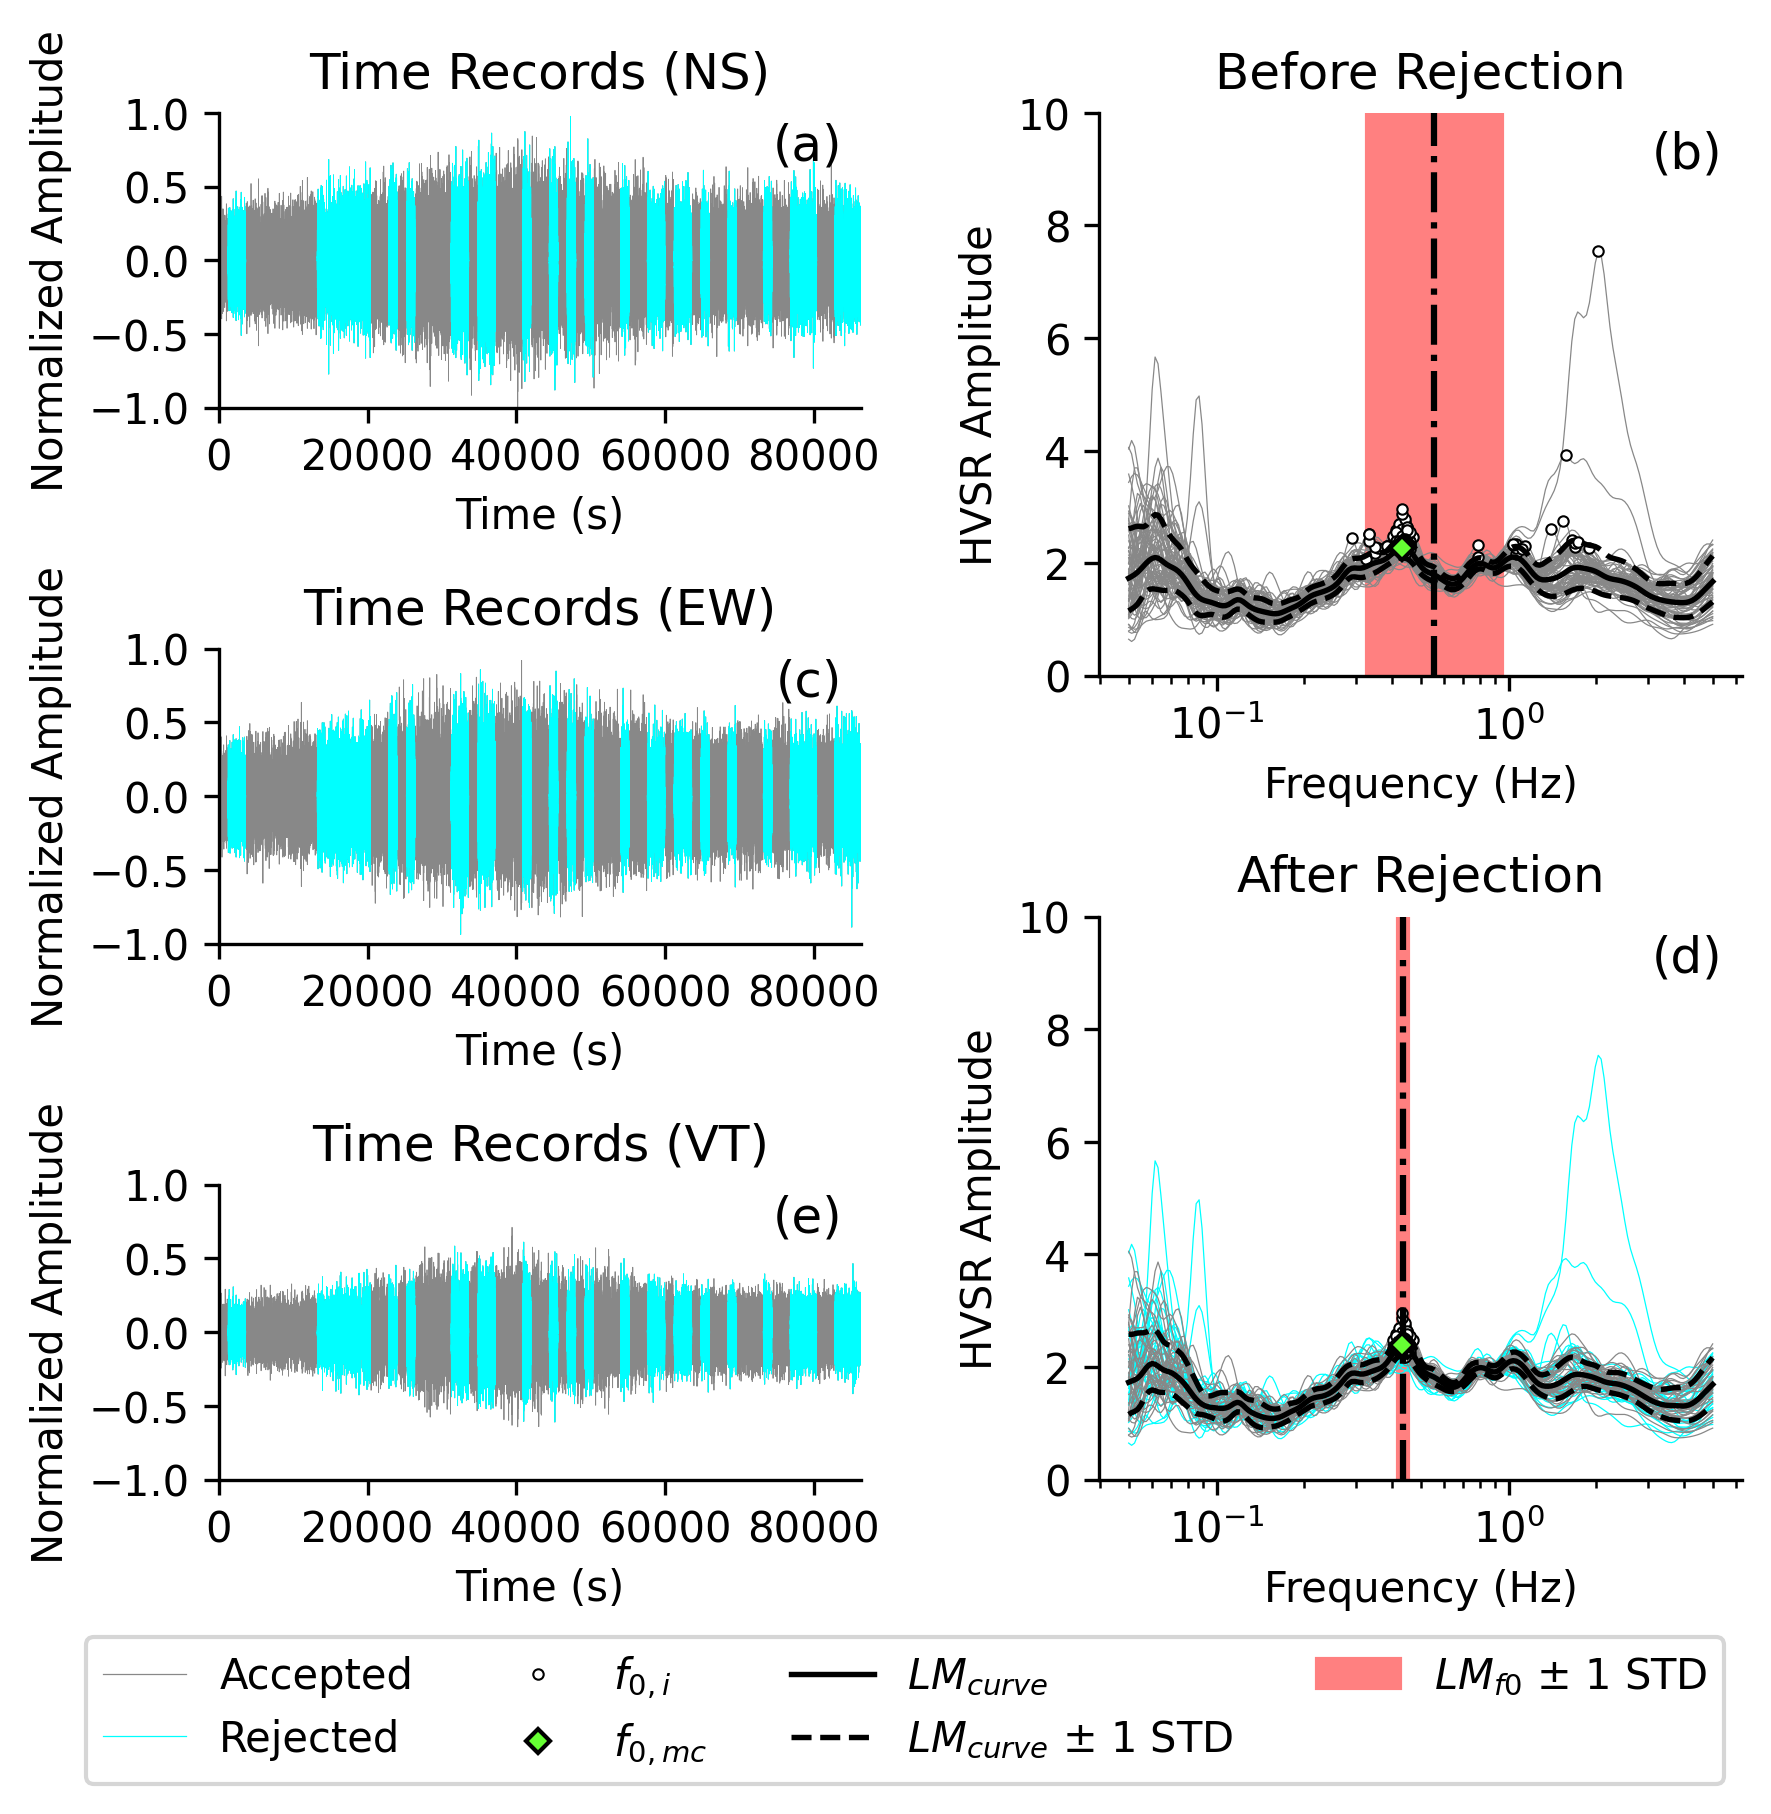 Time Records (NS)
Normalized Amplitude
1.0
0.5
0.0
−0.5
−1.0
(a)
0 20000 40000 60000 80000
Time (s)
Before Rejection
HVSR Amplitude
10
8
6
4
2
0
(b)
10⁻¹ 10⁰
Frequency (Hz)
Time Records (EW)
Normalized Amplitude
1.0
0.5
0.0
−0.5
−1.0
(c)
0 20000 40000 60000 80000
Time (s)
After Rejection
HVSR Amplitude
10
8
6
4
2
0
(d)
10⁻¹ 10⁰
Frequency (Hz)
Time Records (VT)
Normalized Amplitude
1.0
0.5
0.0
−0.5
−1.0
(e)
0 20000 40000 60000 80000
Time (s)
Accepted
Rejected
f0,i
f0,mc
LMcurve
LMcurve ± 1 STD
LMf0 ± 1 STD